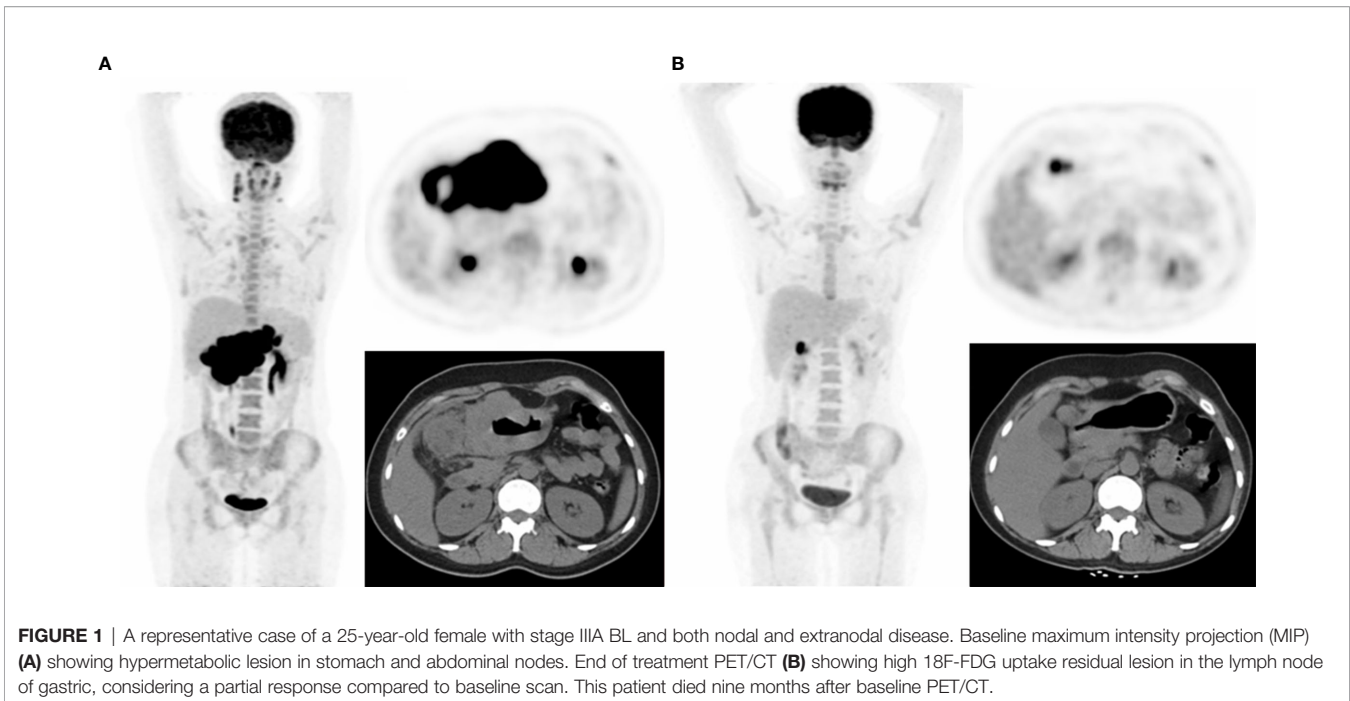 A
B
FIGURE 1 | A representative case of a 25-year-old female with stage IIIA BL and both nodal and extranodal disease. Baseline maximum intensity projection (MIP)
(A) showing hypermetabolic lesion in stomach and abdominal nodes. End of treatment PET/CT (B) showing high 18F-FDG uptake residual lesion in the lymph node
of gastric, considering a partial response compared to baseline scan. This patient died nine months after baseline PET/CT.